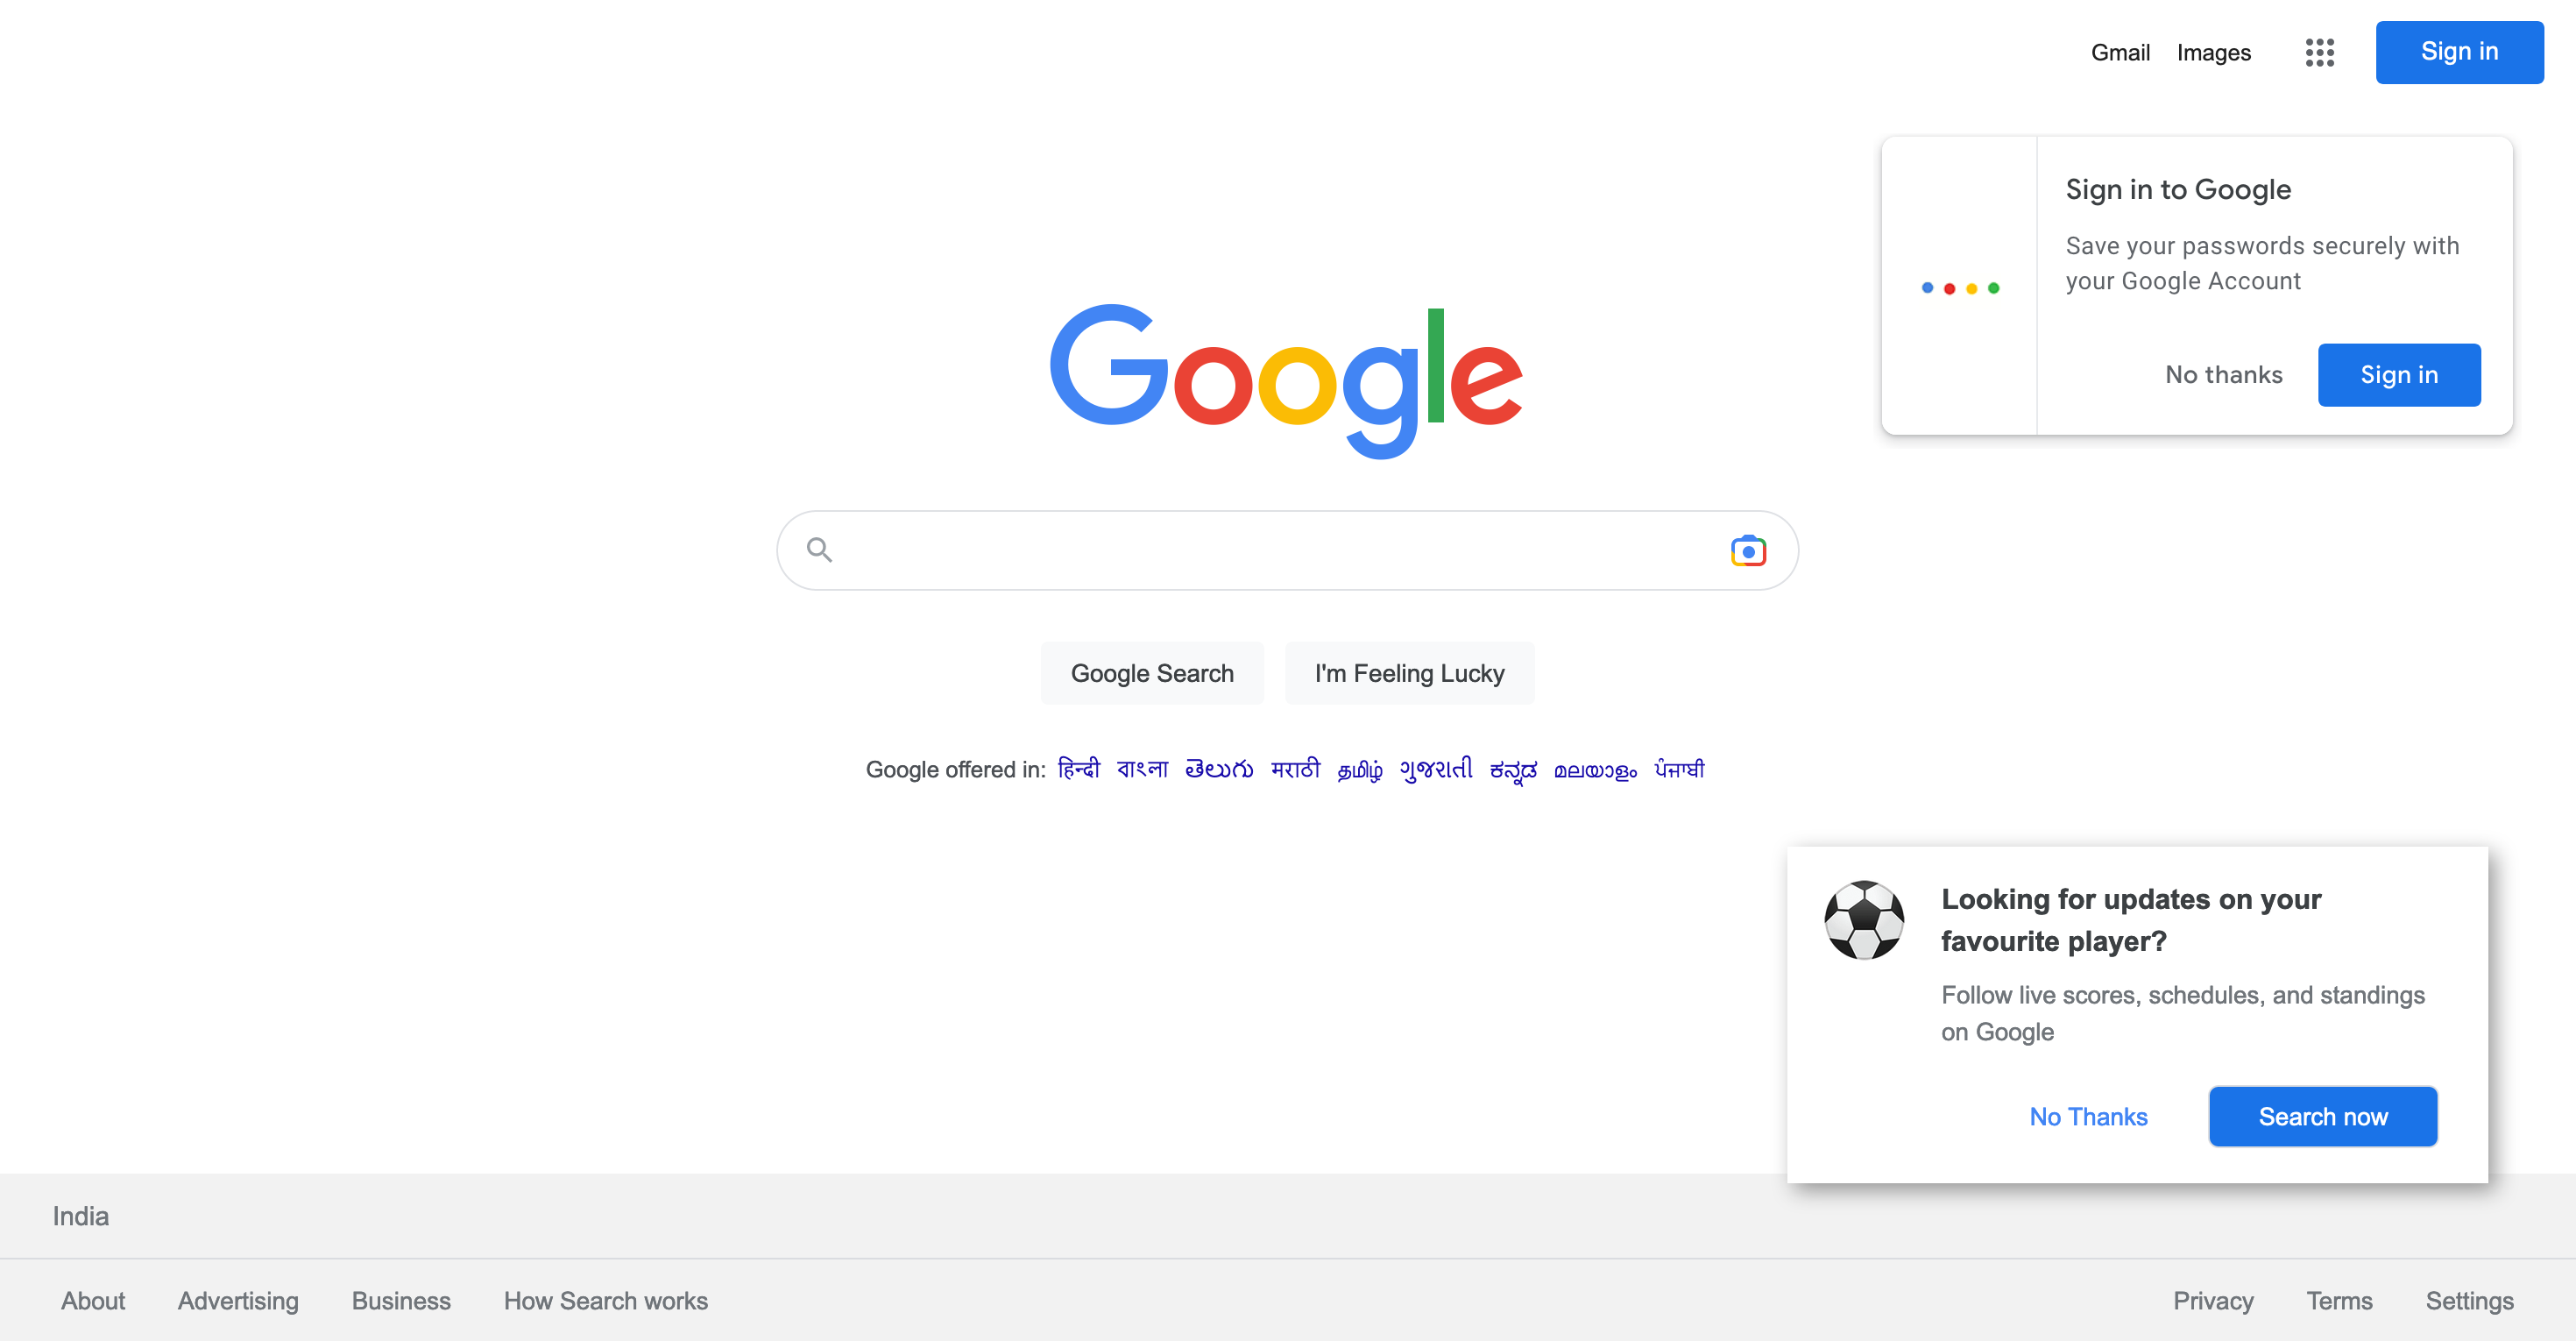 Gmail Images Sign in
Sign in to Google
Save your passwords securely with
your Google Account
No thanks Sign in
Google
Google Search I'm Feeling Lucky
Google offered in: हिन्दी বাংলা తెలుగు मराठी தமிழ் ગુજરાતી ಕನ್ನಡ മലയാളം ਪੰਜਾਬੀ
Looking for updates on your
favourite player?
Follow live scores, schedules, and standings
on Google
No Thanks Search now
India
About Advertising Business How Search works Privacy Terms Settings